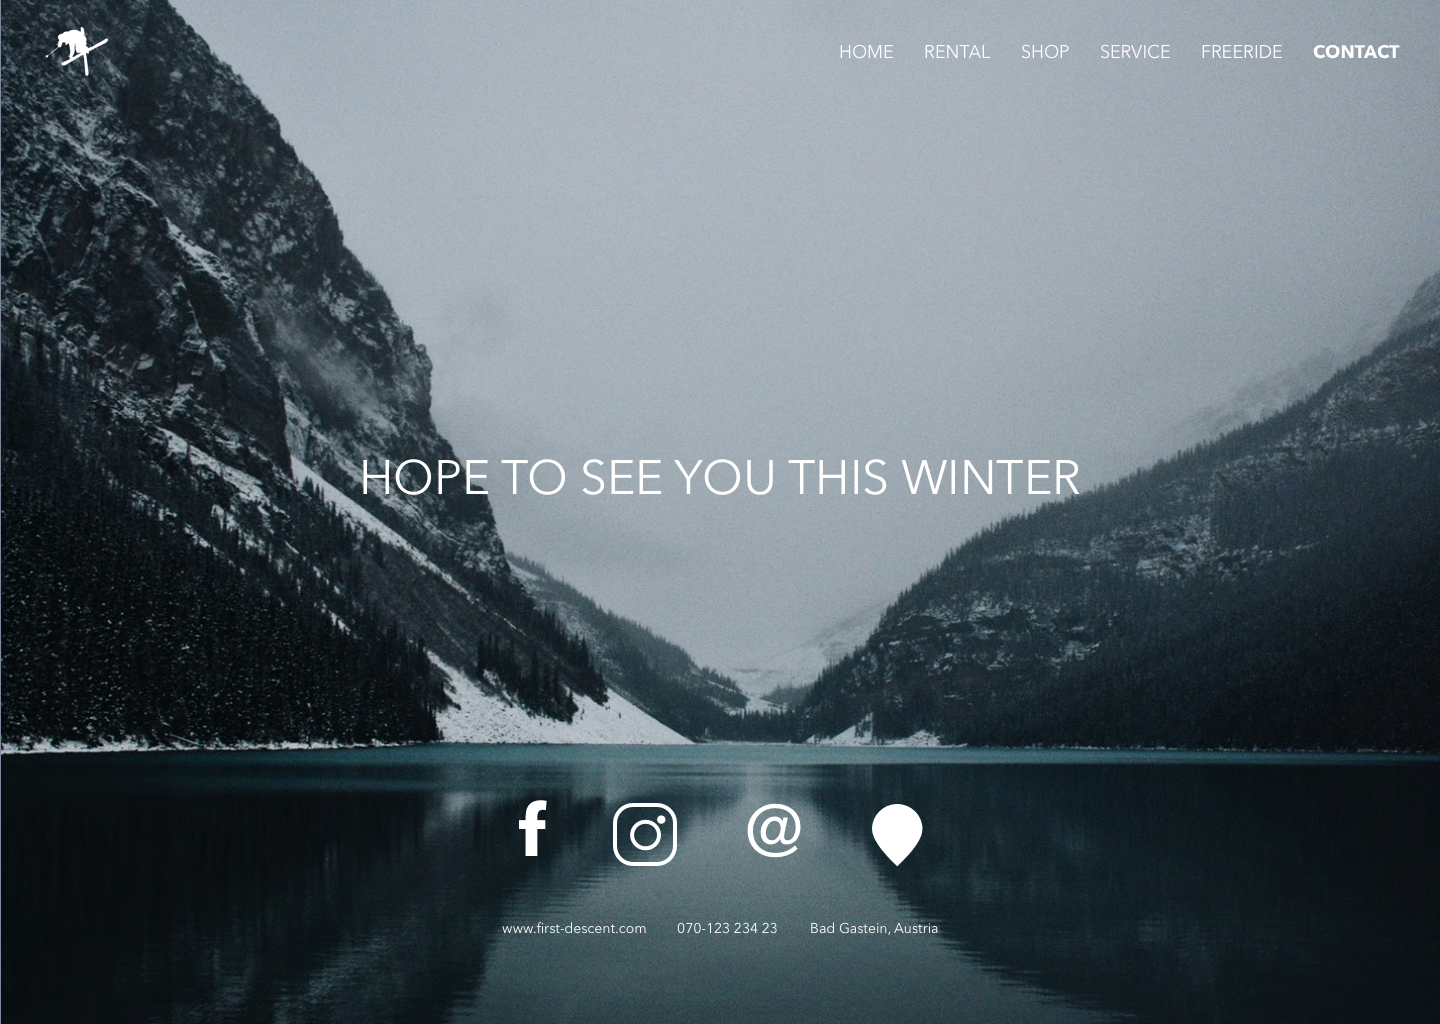 HOME RENTAL SHOP SERVICE FREERIDE CONTACT
HOPE TO SEE YOU THIS WINTER
f @
www.first-descent.com 070-123 234 23 Bad Gastein, Austria